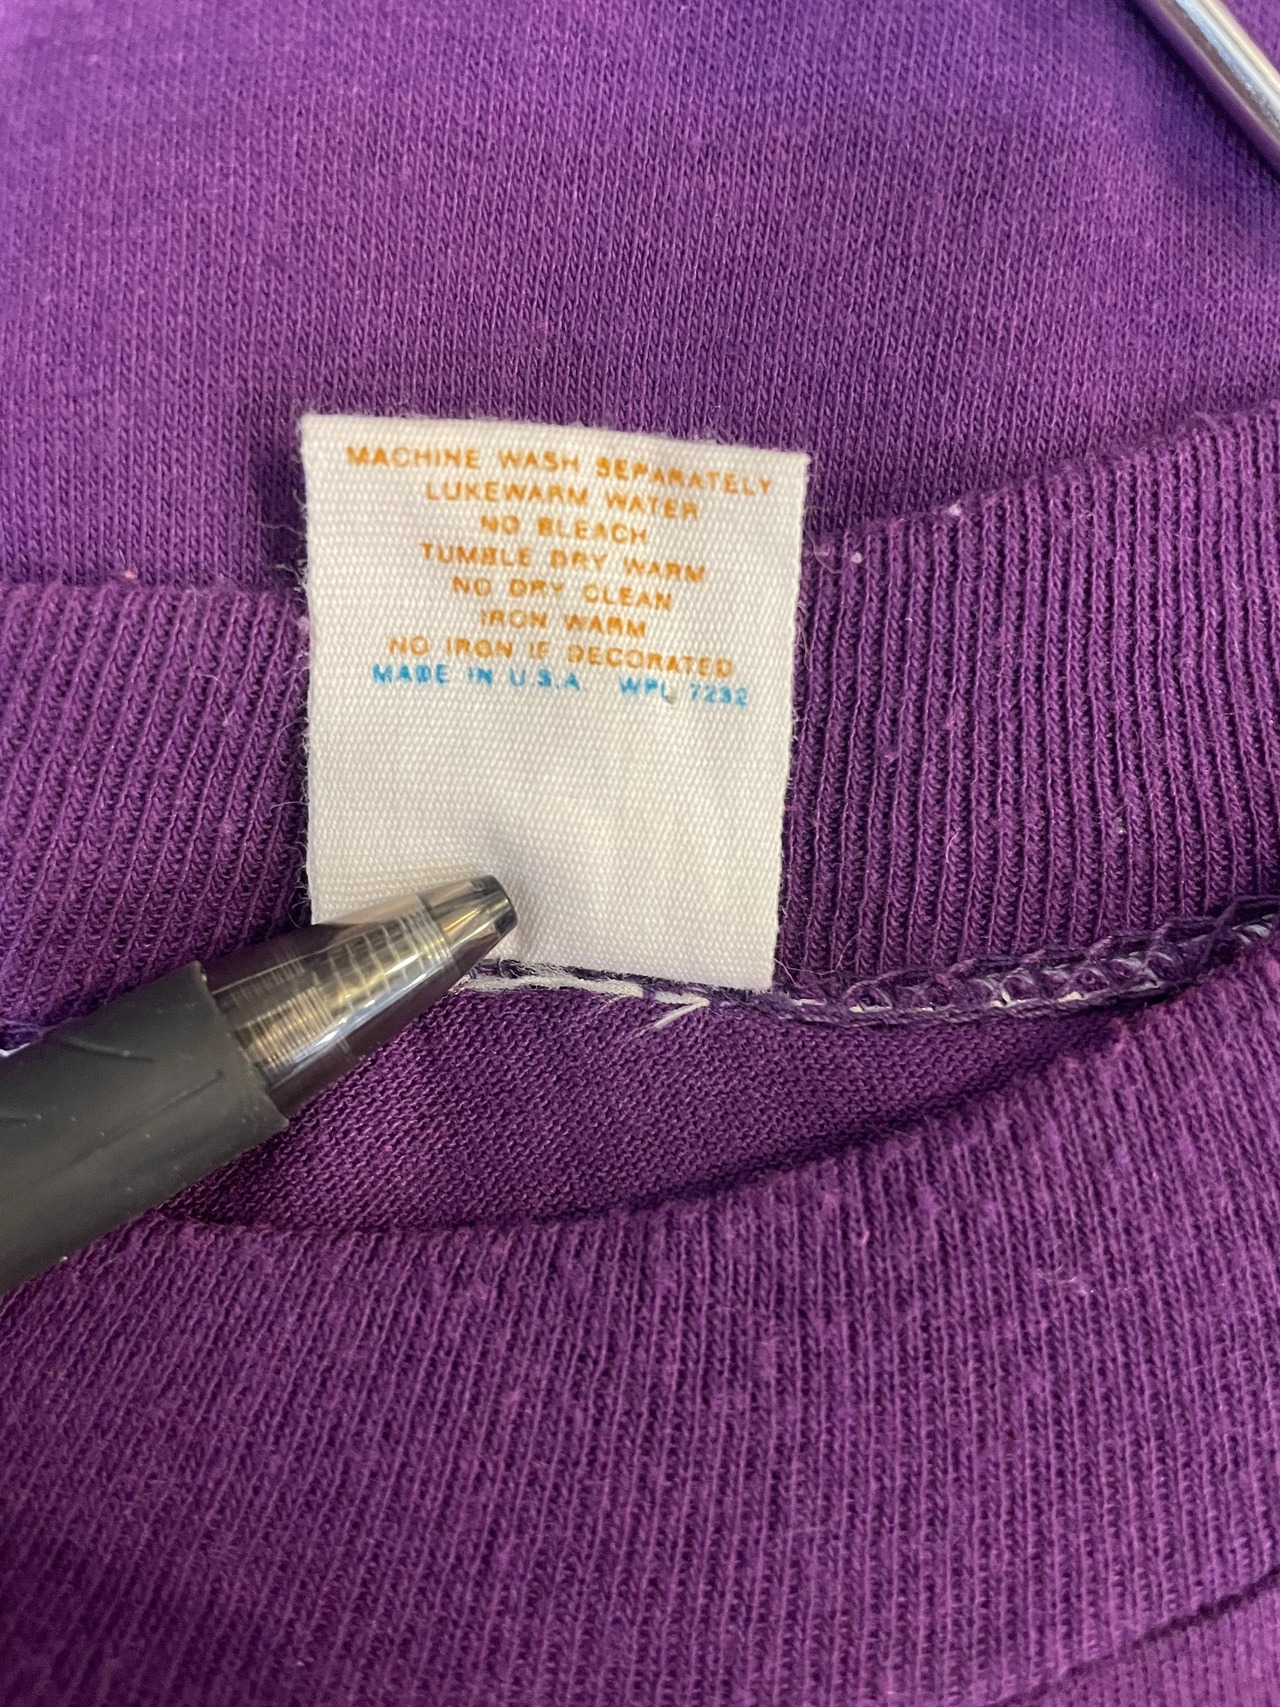 MACHINE WASH SEPARATELY
LUKEWARM WATER
NO BLEACH
TUMBLE DRY WARM
NO DRY CLEAN
IRON WARM
NO IRON IF DECORATED
MADE IN U.S.A. WPL 7232